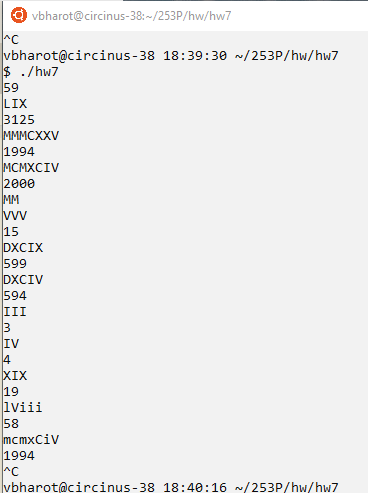 vbharot@circinus-38:~/253P/hw/hw7
^C
vbharot@circinus-38 18:39:30 ~/253P/hw/hw7
$ ./hw7
59
LIX
3125
MMMCXXV
1994
MCMXCIV
2000
MM
VVV
15
DXCIX
599
DXCIV
594
III
3
IV
4
XIX
19
lViii
58
mcmxCiV
1994
^C
vbharot@circinus-38 18:40:16 ~/253P/hw/hw7